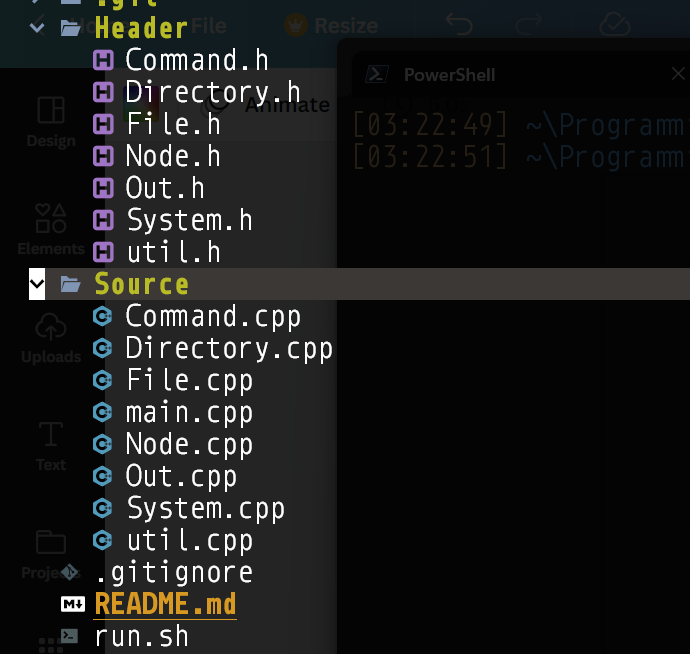 .git
File
Resize
Header
PowerShell
Command.h
Directory.h
Animate
File.h
[03:22:49] ~\Programm
Design
Node.h
[03:22:51] ~\Programm
Out.h
System.h
Elements
util.h
Source
Command.cpp
Directory.cpp
Uploads
File.cpp
main.cpp
Node.cpp
Text
Out.cpp
System.cpp
util.cpp
.gitignore
README.md
run.sh